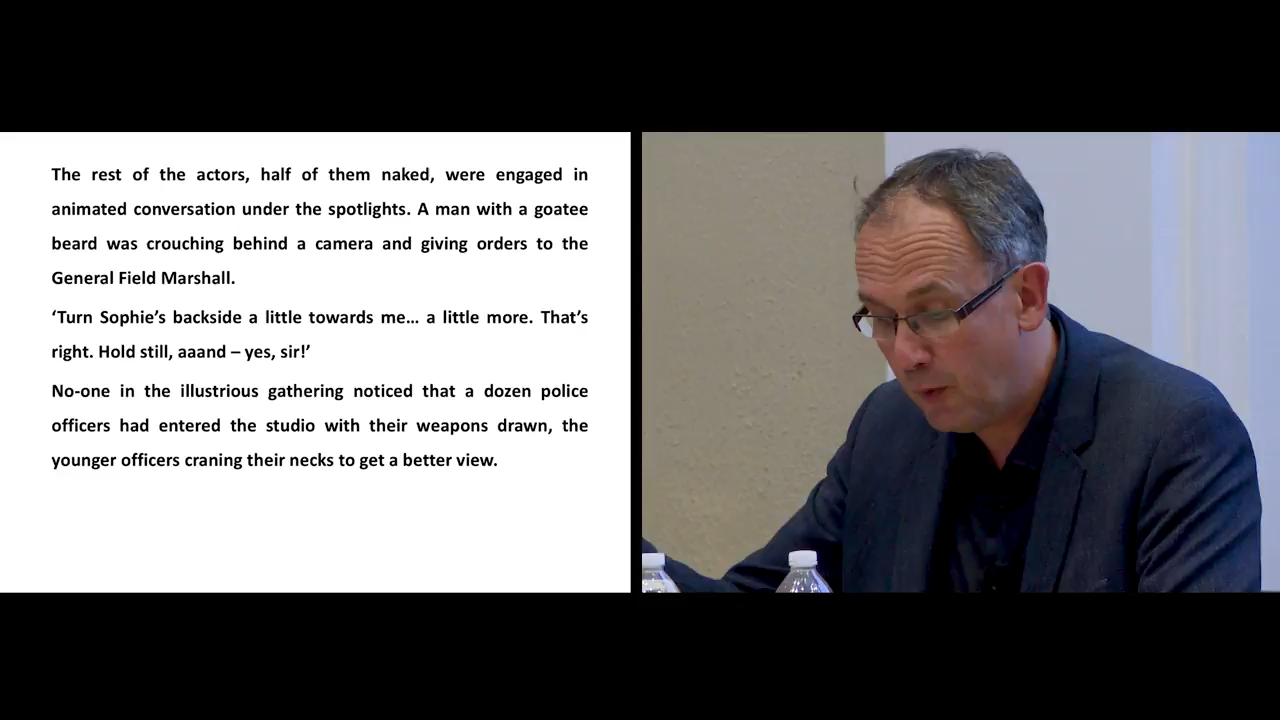 The rest of the actors, half of them naked, were engaged in
animated conversation under the spotlights. A man with a goatee
beard was crouching behind a camera and giving orders to the
General Field Marshall.
‘Turn Sophie’s backside a little towards me… a little more. That’s
right. Hold still, aaand – yes, sir!’
No-one in the illustrious gathering noticed that a dozen police
officers had entered the studio with their weapons drawn, the
younger officers craning their necks to get a better view.